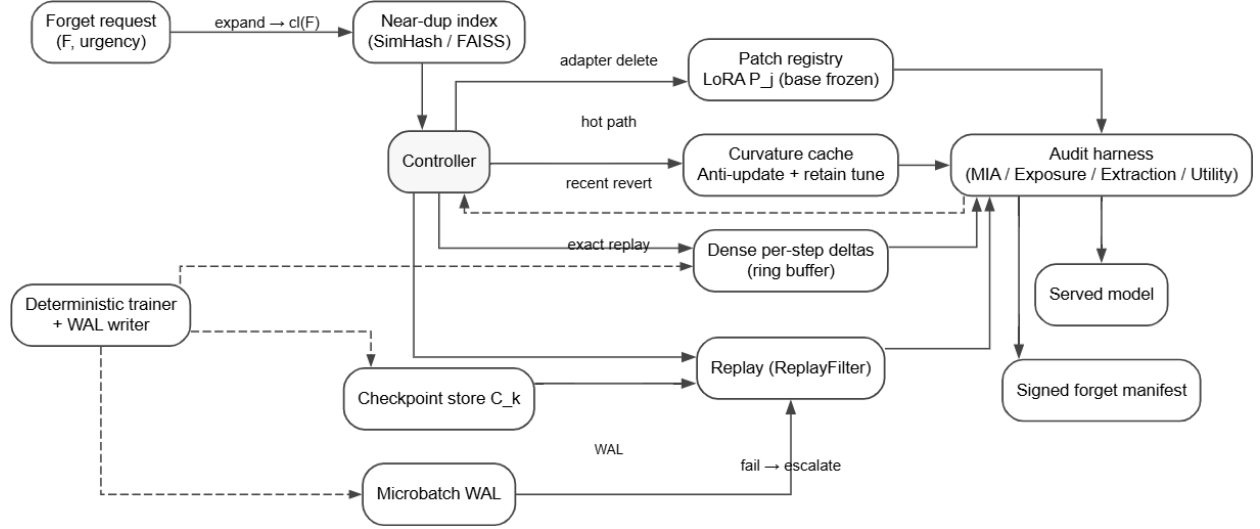 Forget request
(F, urgency)
expand → cl(F)
Near-dup index
(SimHash / FAISS)
adapter delete
Patch registry
LoRA P_j (base frozen)
hot path
Controller
Curvature cache
Anti-update + retain tune
Audit harness
(MIA / Exposure / Extraction / Utility)
recent revert
exact replay
Dense per-step deltas
(ring buffer)
Deterministic trainer
+ WAL writer
Served model
Replay (ReplayFilter)
Checkpoint store C_k
Signed forget manifest
WAL
fail → escalate
Microbatch WAL